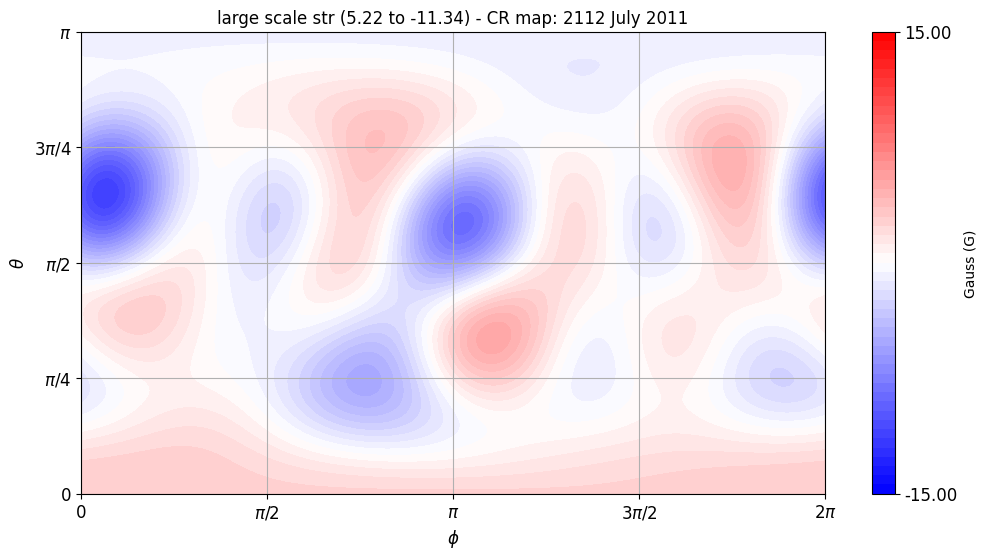 large scale str (5.22 to -11.34) - CR map: 2112 July 2011
π
3π/4
π/2
π/4
0
θ
0
π/2
π
3π/2
2π
ϕ
15.00
-15.00
Gauss (G)